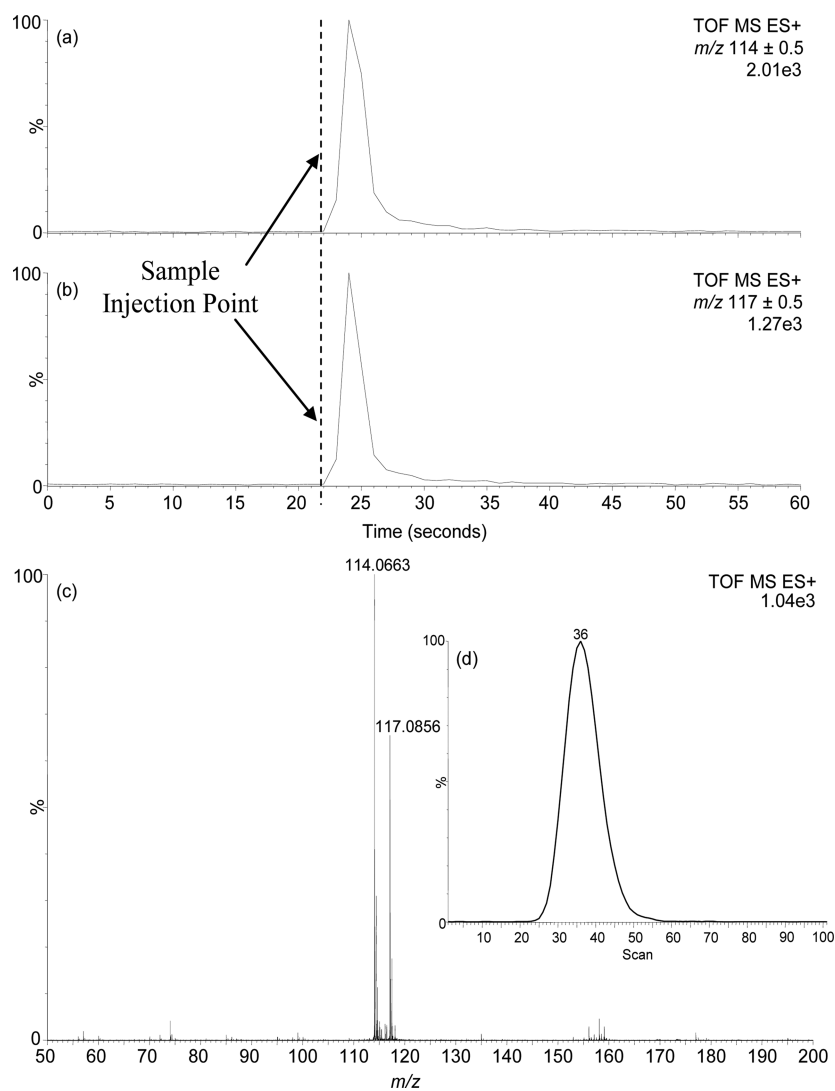 100
(a)
TOF MS ES+
m/z 114 ± 0.5
2.01e3
%
0
Sample
Injection Point
100
(b)
TOF MS ES+
m/z 117 ± 0.5
1.27e3
%
0
0 5 10 15 20 25 30 35 40 45 50 55 60
Time (seconds)
114.0663
100
(c)
TOF MS ES+
1.04e3
117.0856
%
0
50 60 70 80 90 100 110 120 130 140 150 160 170 180 190 200
m/z
36
100
(d)
%
0
10 20 30 40 50 60 70 80 90 100
Scan